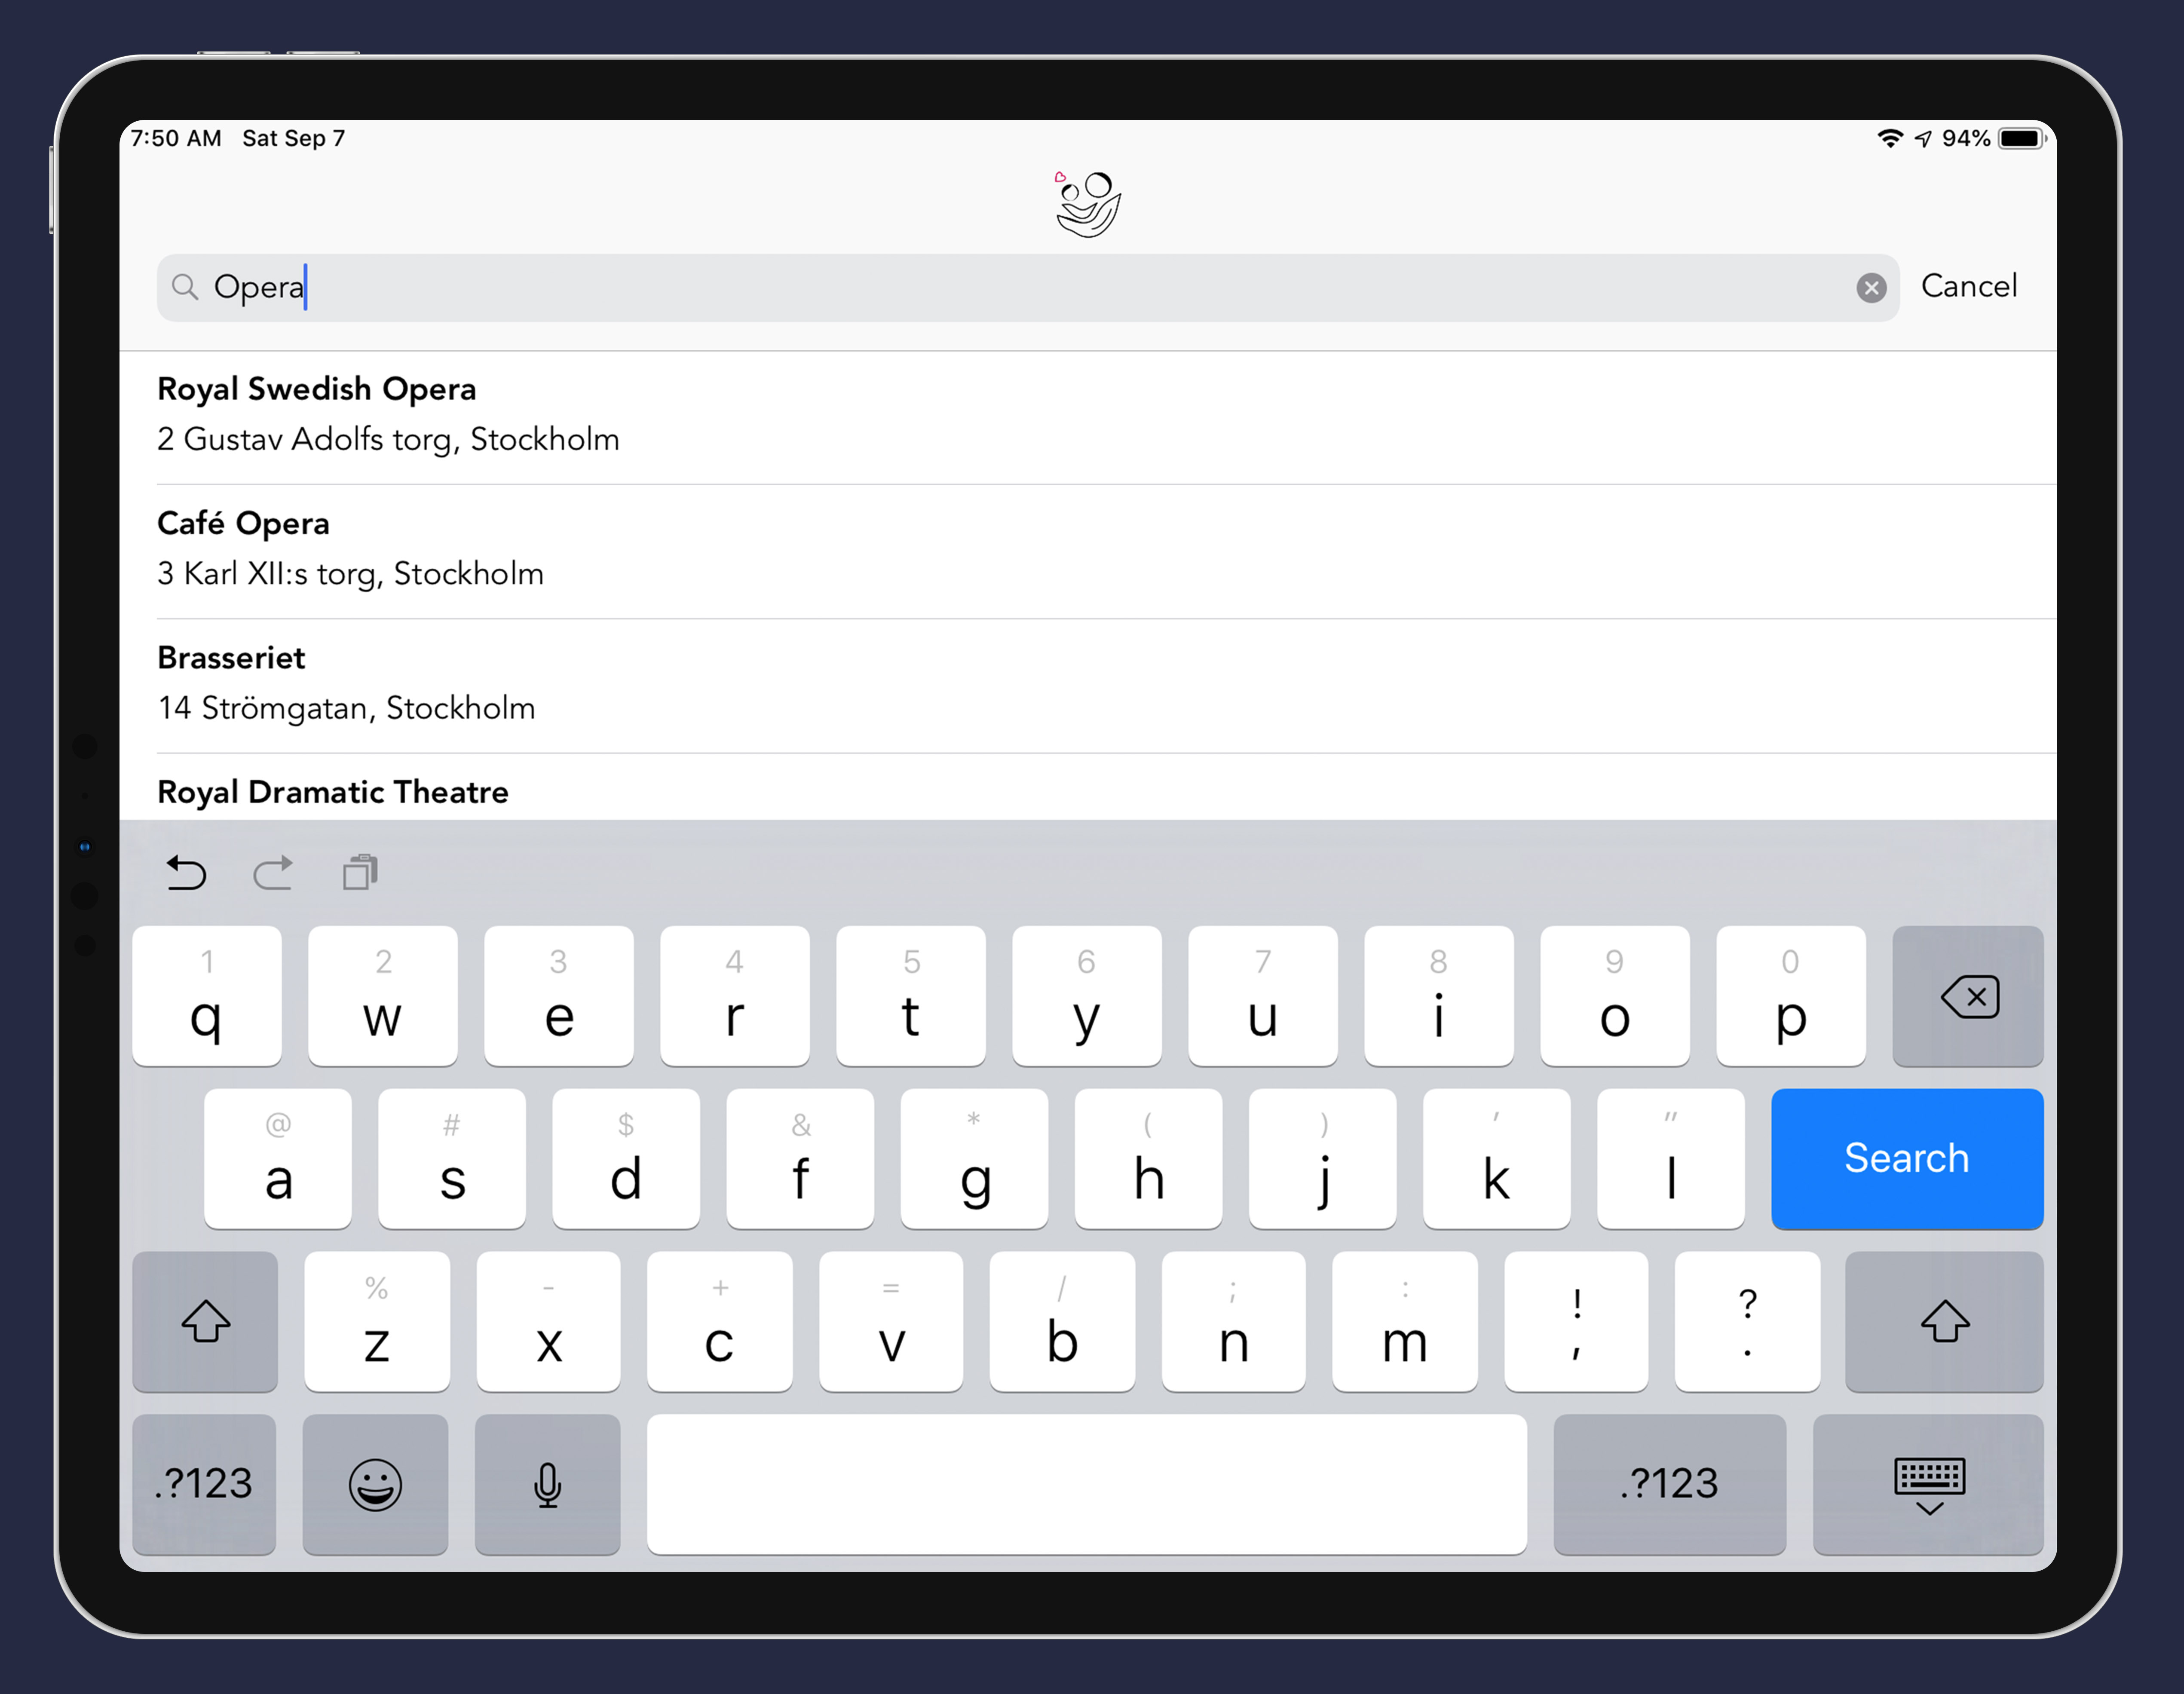 7:50 AM Sat Sep 7 94%
Opera Cancel
Royal Swedish Opera
2 Gustav Adolfs torg, Stockholm
Café Opera
3 Karl XII:s torg, Stockholm
Brasseriet
14 Strömgatan, Stockholm
Royal Dramatic Theatre
1 2 3 4 5 6 7 8 9 0
q w e r t y u i o p
@ # $ & * ( ) ' "
a s d f g h j k l Search
% - + = / ; : ! ?
z x c v b n m , .
.?123 .?123